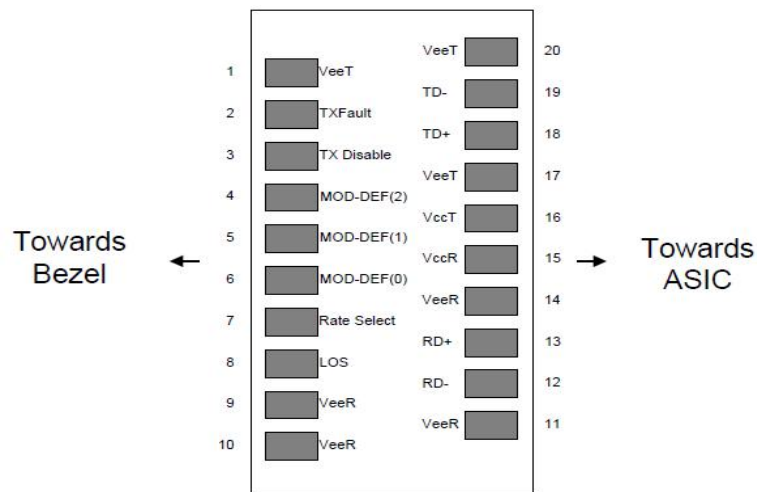 VeeT 20
1 VeeT
TD- 19
2 TXFault
TD+ 18
3 TX Disable
VeeT 17
4 MOD-DEF(2)
VccT 16
5 MOD-DEF(1)
VccR 15
6 MOD-DEF(0)
VeeR 14
7 Rate Select
RD+ 13
8 LOS
RD- 12
9 VeeR
VeeR 11
10 VeeR
Towards
Bezel
Towards
ASIC